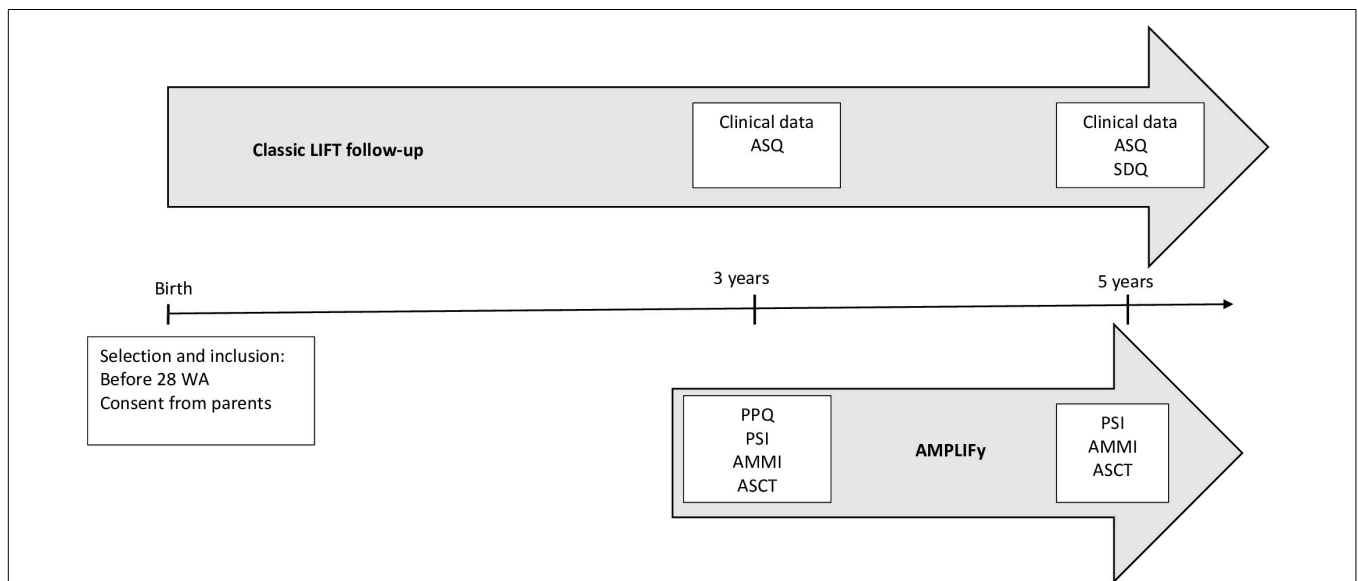 Classic LIFT follow-up
Clinical data
ASQ
Clinical data
ASQ
SDQ
Birth
3 years
5 years
Selection and inclusion:
Before 28 WA
Consent from parents
PPQ
PSI
AMMI
ASCT
AMPLIFy
PSI
AMMI
ASCT